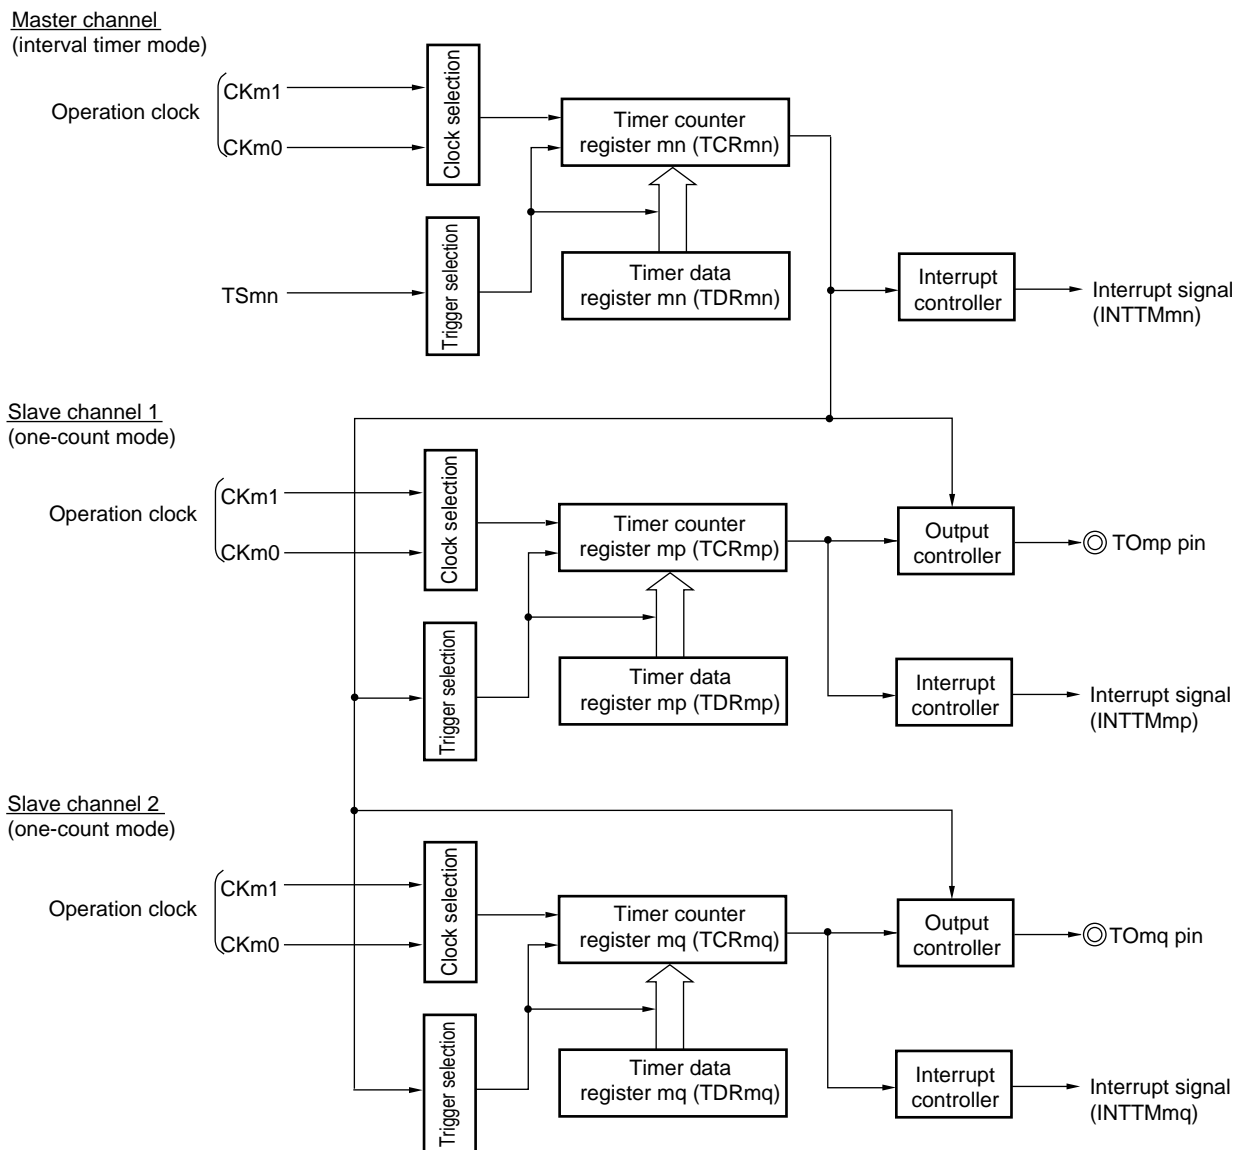 Master channel
(interval timer mode)
Operation clock
CKm1
CKm0
Clock selection
Timer counter
register mn (TCRmn)
TSmn
Trigger selection
Timer data
register mn (TDRmn)
Interrupt
controller
Interrupt signal
(INTTMmn)
Slave channel 1
(one-count mode)
Operation clock
CKm1
CKm0
Clock selection
Timer counter
register mp (TCRmp)
Output
controller
TOmp pin
Trigger selection
Timer data
register mp (TDRmp)
Interrupt
controller
Interrupt signal
(INTTMmp)
Slave channel 2
(one-count mode)
Operation clock
CKm1
CKm0
Clock selection
Timer counter
register mq (TCRmq)
Output
controller
TOmq pin
Trigger selection
Timer data
register mq (TDRmq)
Interrupt
controller
Interrupt signal
(INTTMmq)